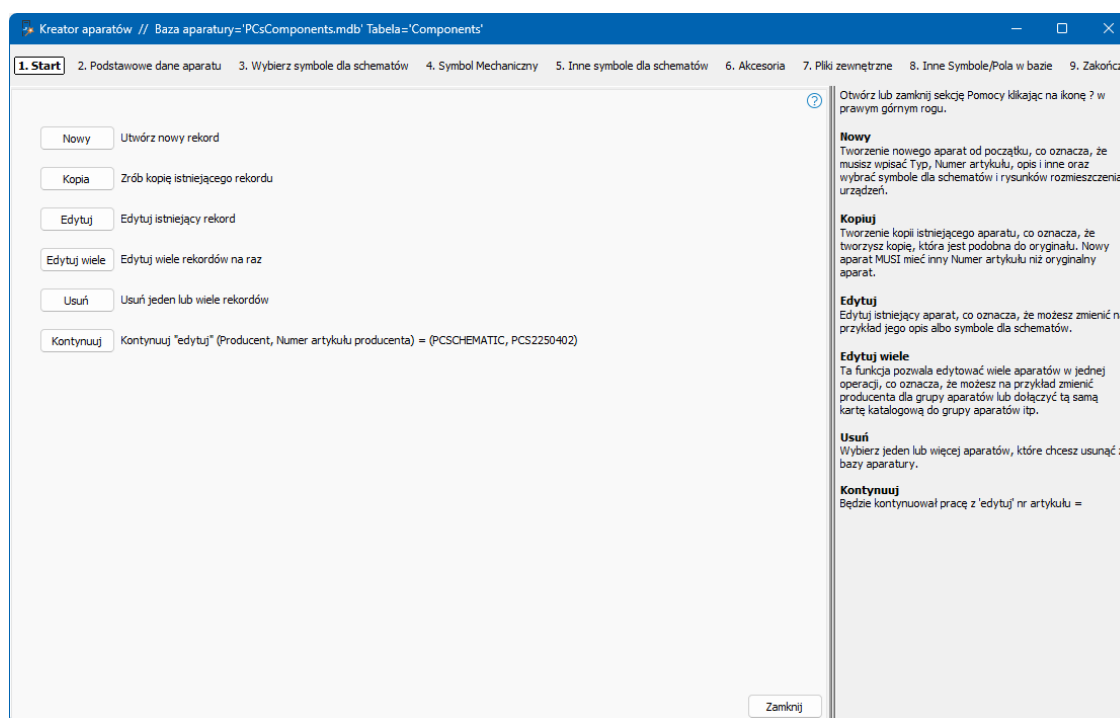 Kreator aparatów // Baza aparatury='PCsComponents.mdb' Tabela='Components'
1. Start 2. Podstawowe dane aparatu 3. Wybierz symbole dla schematów 4. Symbol Mechaniczny 5. Inne symbole dla schematów 6. Akcesoria 7. Pliki zewnętrzne 8. Inne Symbole/Pola w bazie 9. Zakończ
Nowy Utwórz nowy rekord
Kopia Zrób kopię istniejącego rekordu
Edytuj Edytuj istniejący rekord
Edytuj wiele Edytuj wiele rekordów na raz
Usuń Usuń jeden lub wiele rekordów
Kontynuuj Kontynuuj "edytuj" (Producent, Numer artykułu producenta) = (PCSCHEMATIC, PCS2250402)
Zamknij
?
Otwórz lub zamknij sekcję Pomocy klikając na ikonę ? w
prawym górnym rogu.
Nowy
Tworzenie nowego aparat od początku, co oznacza, że
musisz wpisać Typ, Numer artykułu, opis i inne oraz
wybrać symbole dla schematów i rysunków rozmieszczenia
urządzeń.
Kopiuj
Tworzenie kopii istniejącego aparatu, co oznacza, że
tworzysz kopię, która jest podobna do oryginału. Nowy
aparat MUSI mieć inny Numer artykułu niż oryginalny
aparat.
Edytuj
Edytuj istniejący aparat, co oznacza, że możesz zmienić na
przykład jego opis albo symbole dla schematów.
Edytuj wiele
Ta funkcja pozwala edytować wiele aparatów w jednej
operacji, co oznacza, że możesz na przykład zmienić
producenta dla grupy aparatów lub dołączyć tą samą
kartę katalogową do grupy aparatów itp.
Usuń
Wybierz jeden lub więcej aparatów, które chcesz usunąć z
bazy aparatury.
Kontynuuj
Będzie kontynuował pracę z 'edytuj' nr artykułu =